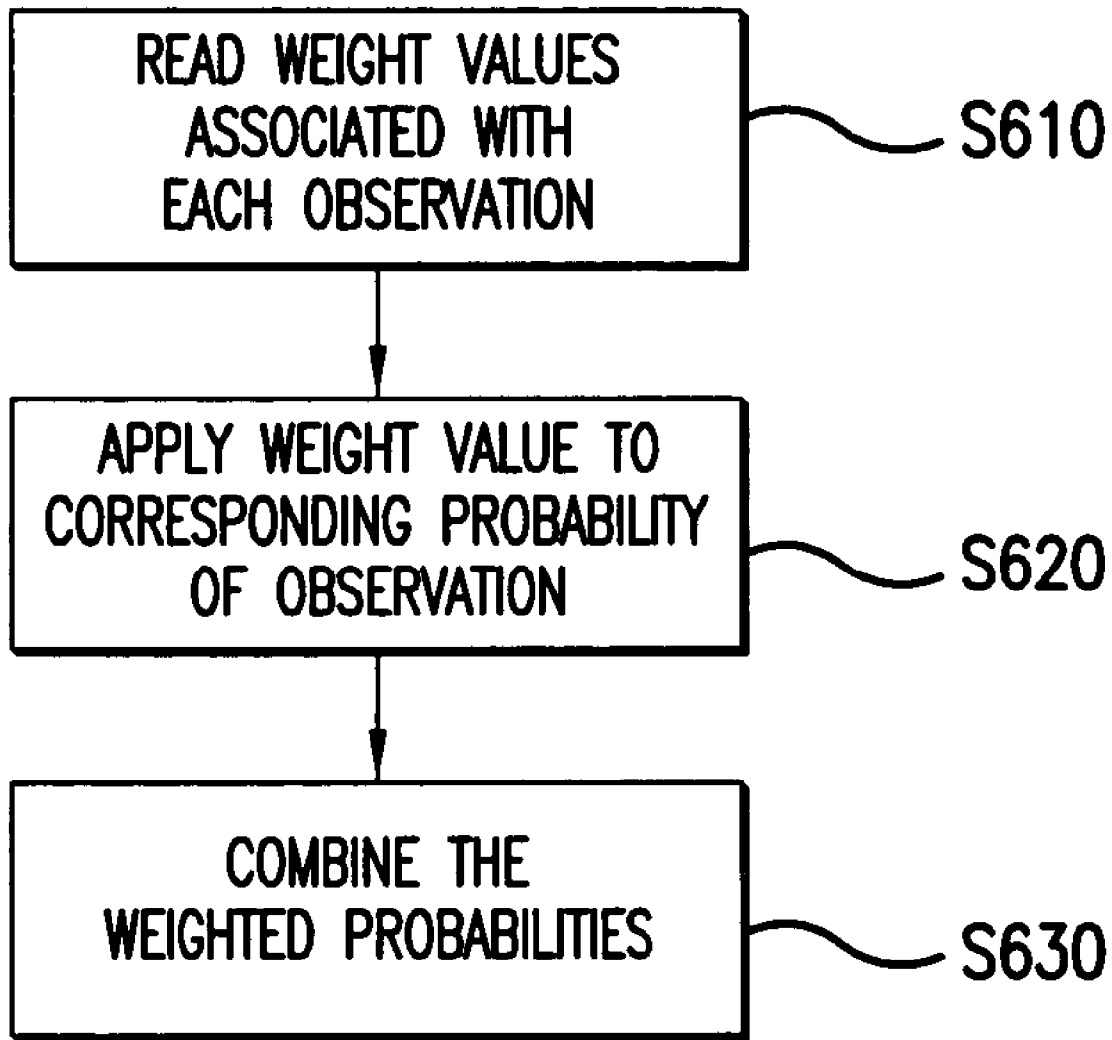 READ WEIGHT VALUES
ASSOCIATED WITH
EACH OBSERVATION
S610
APPLY WEIGHT VALUE TO
CORRESPONDING PROBABILITY
OF OBSERVATION
S620
COMBINE THE
WEIGHTED PROBABILITIES
S630